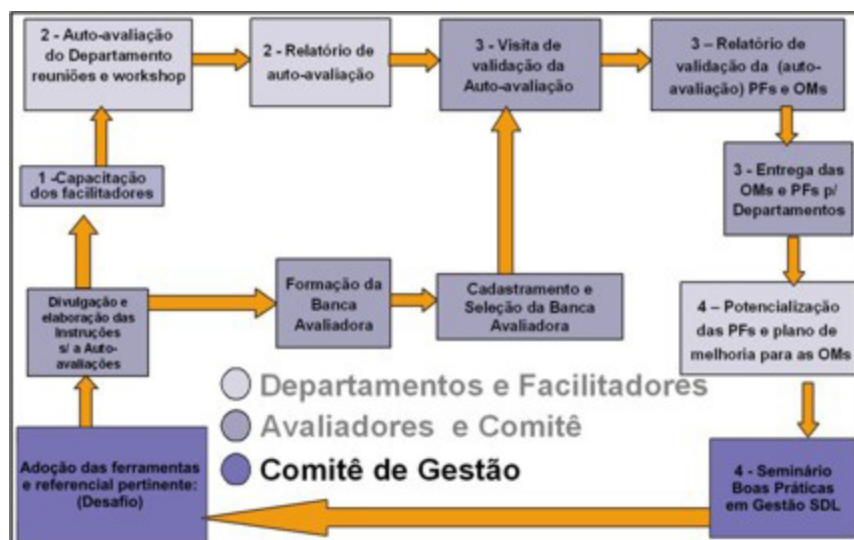 2 - Auto-avaliação
do Departamento
reuniões e workshop
2 - Relatório de
auto-avaliação
3 - Visita de
validação da
Auto-avaliação
3 – Relatório de
validação da (auto-
avaliação) PFs e OMs
1 -Capacitação
dos facilitadores
3 - Entrega das
OMs e PFs p/
Departamentos
Divulgação e
elaboração das
Instruções
s/ a Auto-
avaliações
Formação da
Banca
Avaliadora
Cadastramento e
Seleção da Banca
Avaliadora
4 – Potencialização
das PFs e plano de
melhoria para as OMs
Departamentos e Facilitadores
Avaliadores e Comitê
Comitê de Gestão
Adoção das ferramentas
e referencial pertinente:
(Desafio)
4 - Seminário
Boas Práticas
em Gestão SDL